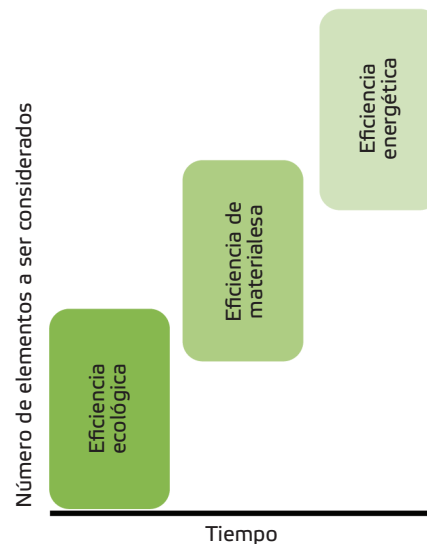 Número de elementos a ser considerados
Eficiencia
ecológica
Eficiencia de
materialesa
Eficiencia
energética
Tiempo